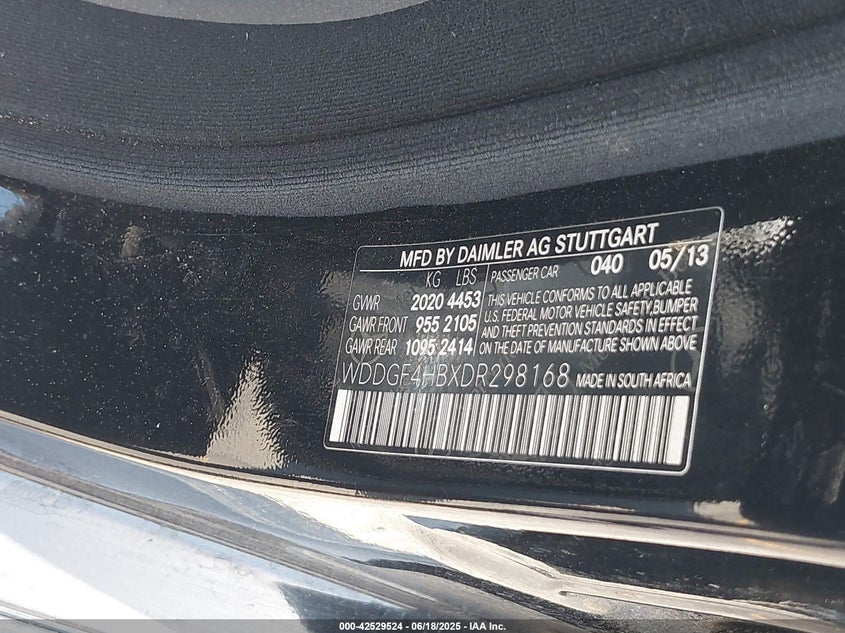 MFD BY DAIMLER AG STUTTGART
KG LBS PASSENGER CAR 040 05/13
GVWR 2020 4453 THIS VEHICLE CONFORMS TO ALL APPLICABLE
GAWR FRONT 955 2105 U.S. FEDERAL MOTOR VEHICLE SAFETY,BUMPER
GAWR REAR 1095 2414 AND THEFT PREVENTION STANDARDS IN EFFECT
ON THE DATE OF MANUFACTURE SHOWN ABOVE
WDDGF4HBXDR298168 MADE IN SOUTH AFRICA
000-42529524 - 06/18/2025 - IAA Inc.